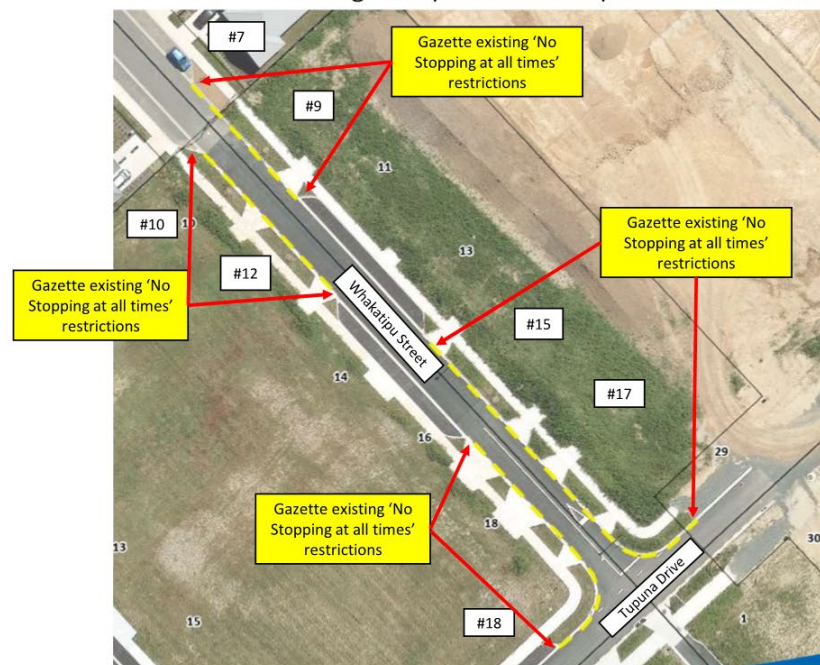 #7
Gazette existing 'No
Stopping at all times'
restrictions
#9
11
#10
10
13
Gazette existing 'No
Stopping at all times'
restrictions
#12
Gazette existing 'No
Stopping at all times'
restrictions
Whakatipu Street
#15
14
#17
16
29
Gazette existing 'No
Stopping at all times'
restrictions
18
13
30
Tupuna Drive
15
#18
1